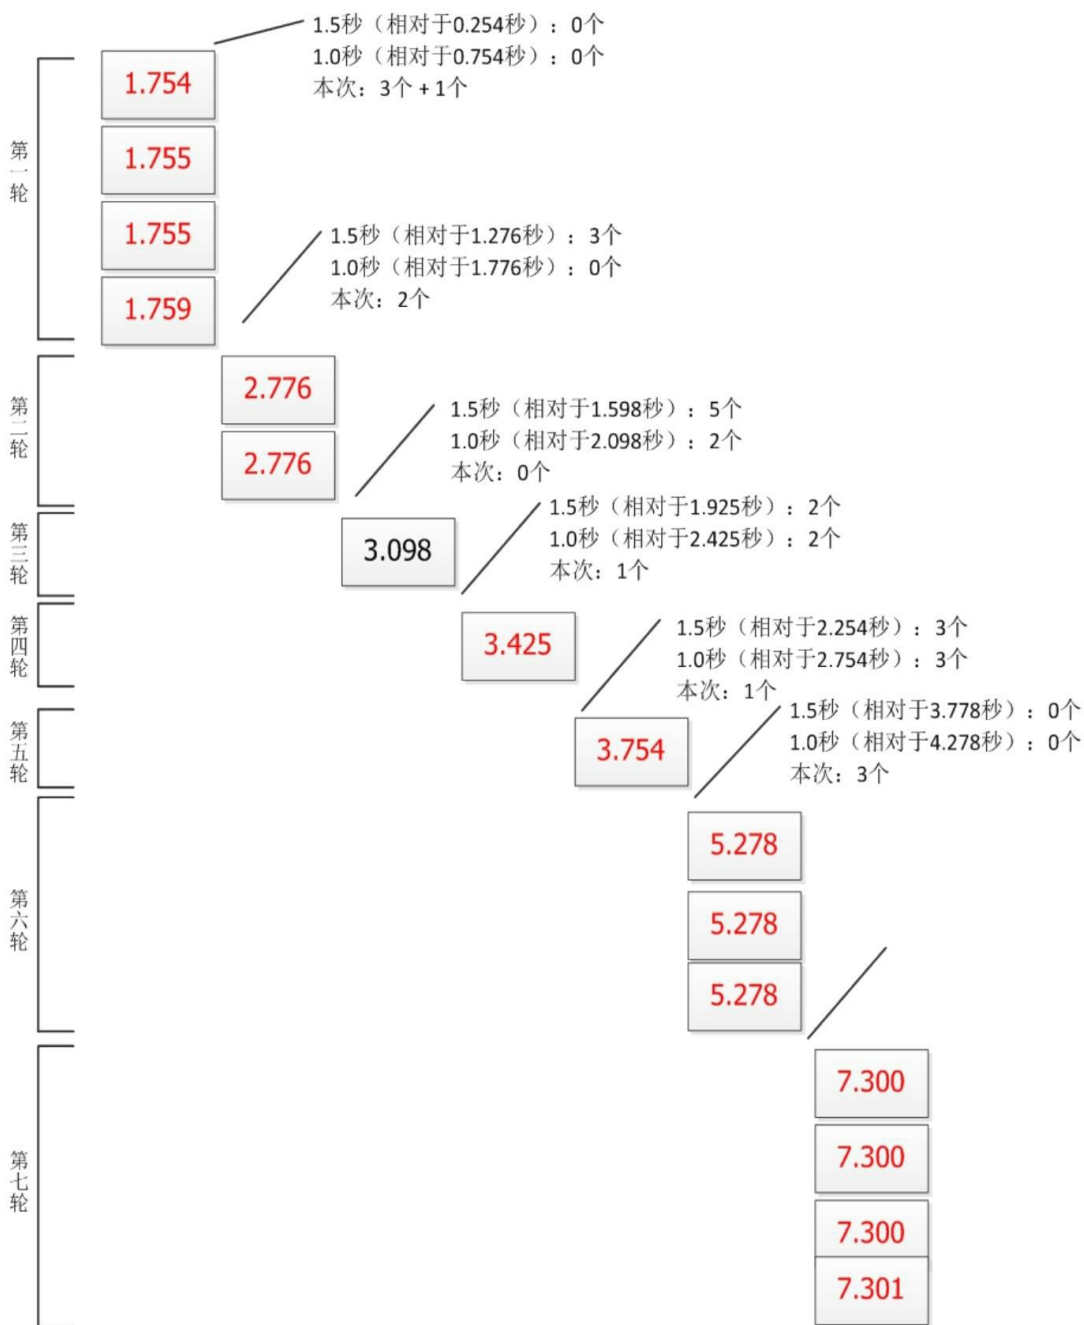 1.5秒（相对于0.254秒）：0个
1.0秒（相对于0.754秒）：0个
本次：3个 + 1个
第一轮
1.754
1.755
1.755
1.759
1.5秒（相对于1.276秒）：3个
1.0秒（相对于1.776秒）：0个
本次：2个
第二轮
2.776
2.776
1.5秒（相对于1.598秒）：5个
1.0秒（相对于2.098秒）：2个
本次：0个
第三轮
3.098
1.5秒（相对于1.925秒）：2个
1.0秒（相对于2.425秒）：2个
本次：1个
第四轮
3.425
1.5秒（相对于2.254秒）：3个
1.0秒（相对于2.754秒）：3个
本次：1个
第五轮
3.754
1.5秒（相对于3.778秒）：0个
1.0秒（相对于4.278秒）：0个
本次：3个
第六轮
5.278
5.278
5.278
第七轮
7.300
7.300
7.300
7.301